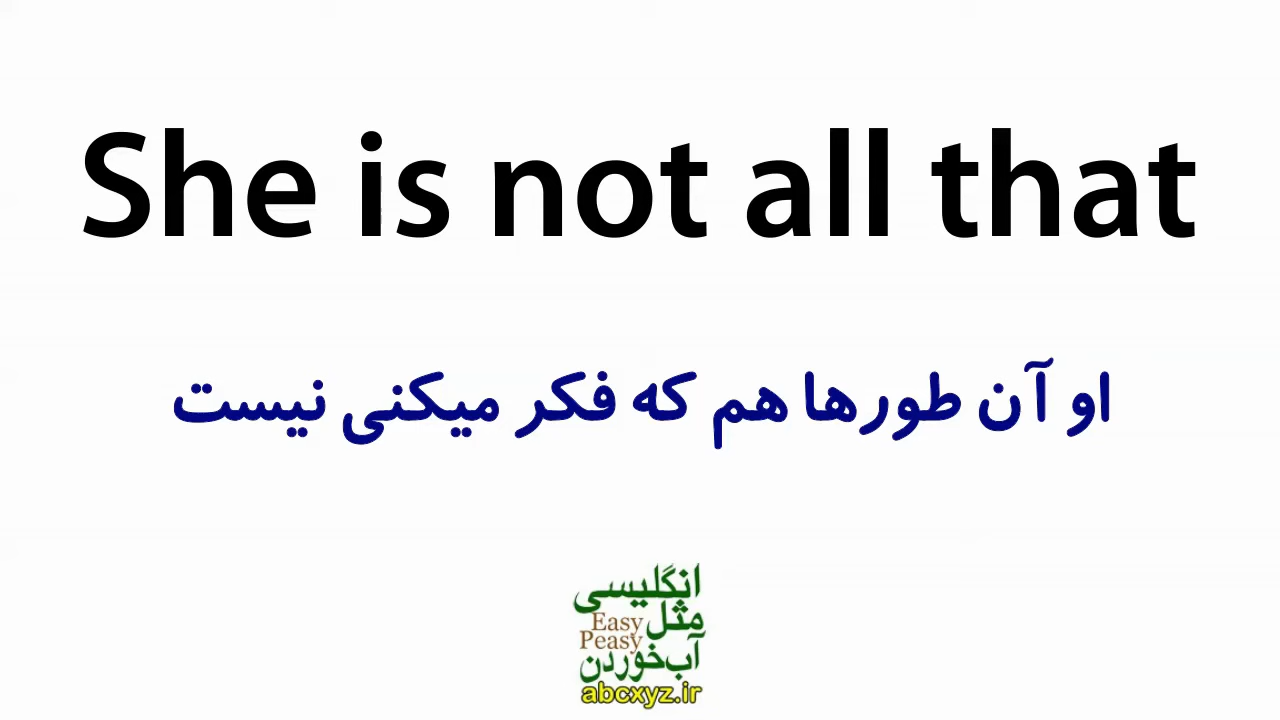 She is not all that
او آن طورها هم که فکر میکنی نیست
انگلیسی
مثل
Easy
Peasy
آب خوردن
abcxyz.ir